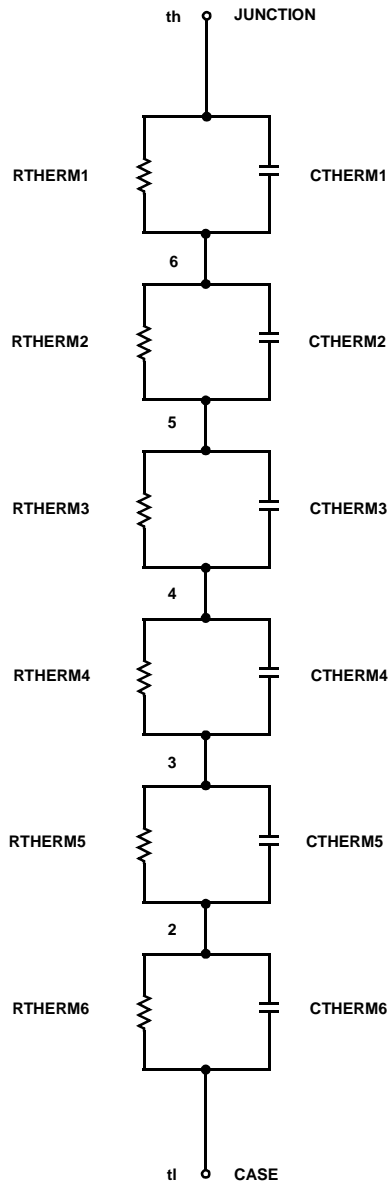 th JUNCTION
RTHERM1 CTHERM1
6
RTHERM2 CTHERM2
5
RTHERM3 CTHERM3
4
RTHERM4 CTHERM4
3
RTHERM5 CTHERM5
2
RTHERM6 CTHERM6
tl CASE